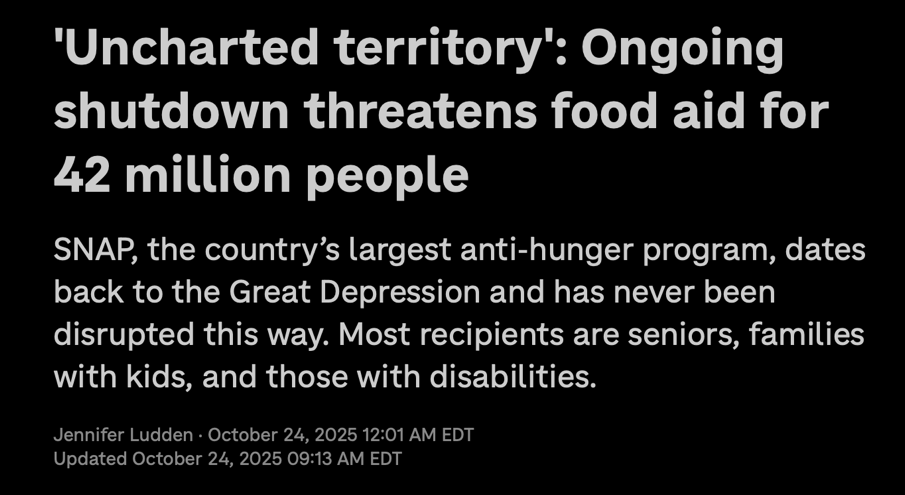 'Uncharted territory': Ongoing
shutdown threatens food aid for
42 million people
SNAP, the country’s largest anti-hunger program, dates
back to the Great Depression and has never been
disrupted this way. Most recipients are seniors, families
with kids, and those with disabilities.
Jennifer Ludden · October 24, 2025 12:01 AM EDT
Updated October 24, 2025 09:13 AM EDT